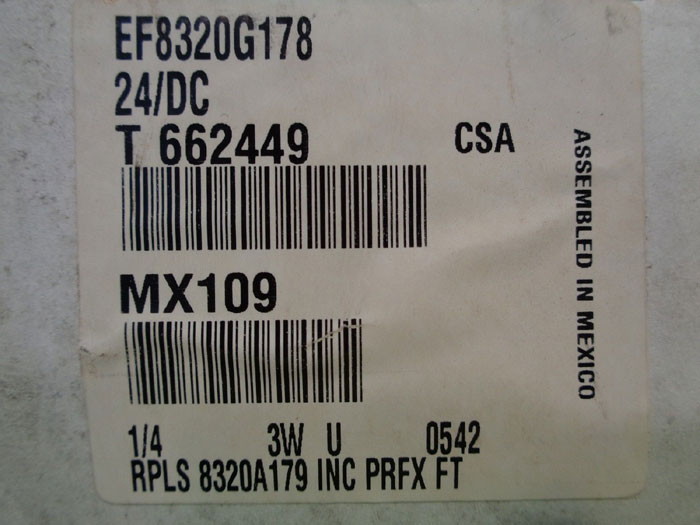 EF8320G178
24/DC
T 662449
CSA
MX109
1/4 3W U 0542
RPLS 8320A179 INC PRFX FT
ASSEMBLED IN MEXICO